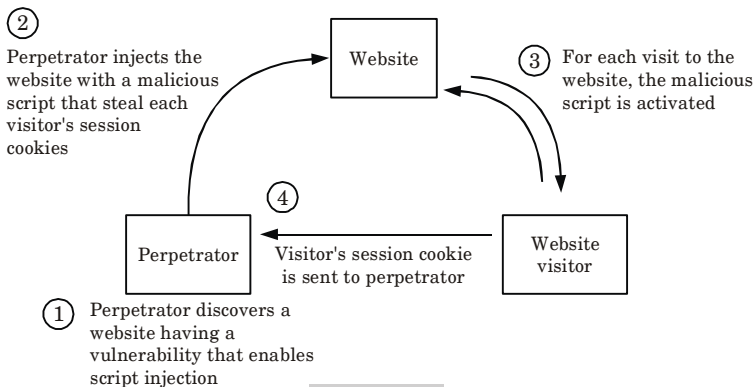 2
Perpetrator injects the
website with a malicious
script that steal each
visitor's session
cookies
Website
3
For each visit to the
website, the malicious
script is activated
4
Perpetrator
Visitor's session cookie
is sent to perpetrator
Website
visitor
1
Perpetrator discovers a
website having a
vulnerability that enables
script injection